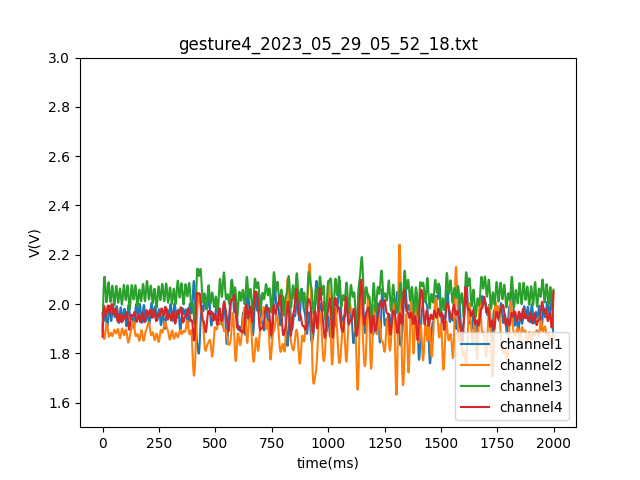 gesture4_2023_05_29_05_52_18.txt
3.0
2.8
2.6
2.4
2.2
2.0
1.8
1.6
V(V)
channel1
channel2
channel3
channel4
0 250 500 750 1000 1250 1500 1750 2000
time(ms)